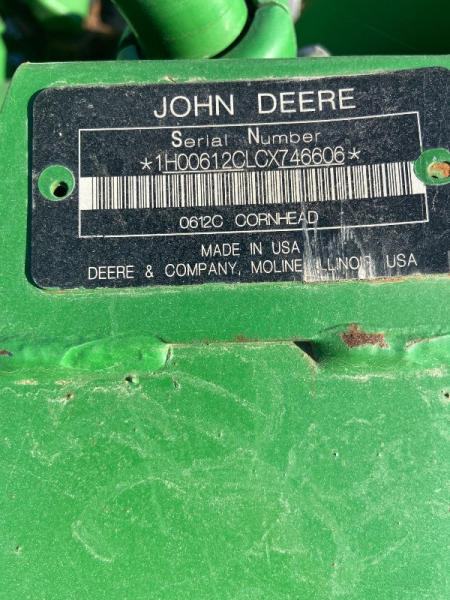 JOHN DEERE
Serial Number
*1H00612CLCX746606*
0612C CORNHEAD
MADE IN USA
DEERE & COMPANY, MOLINE, ILLINOIS, USA